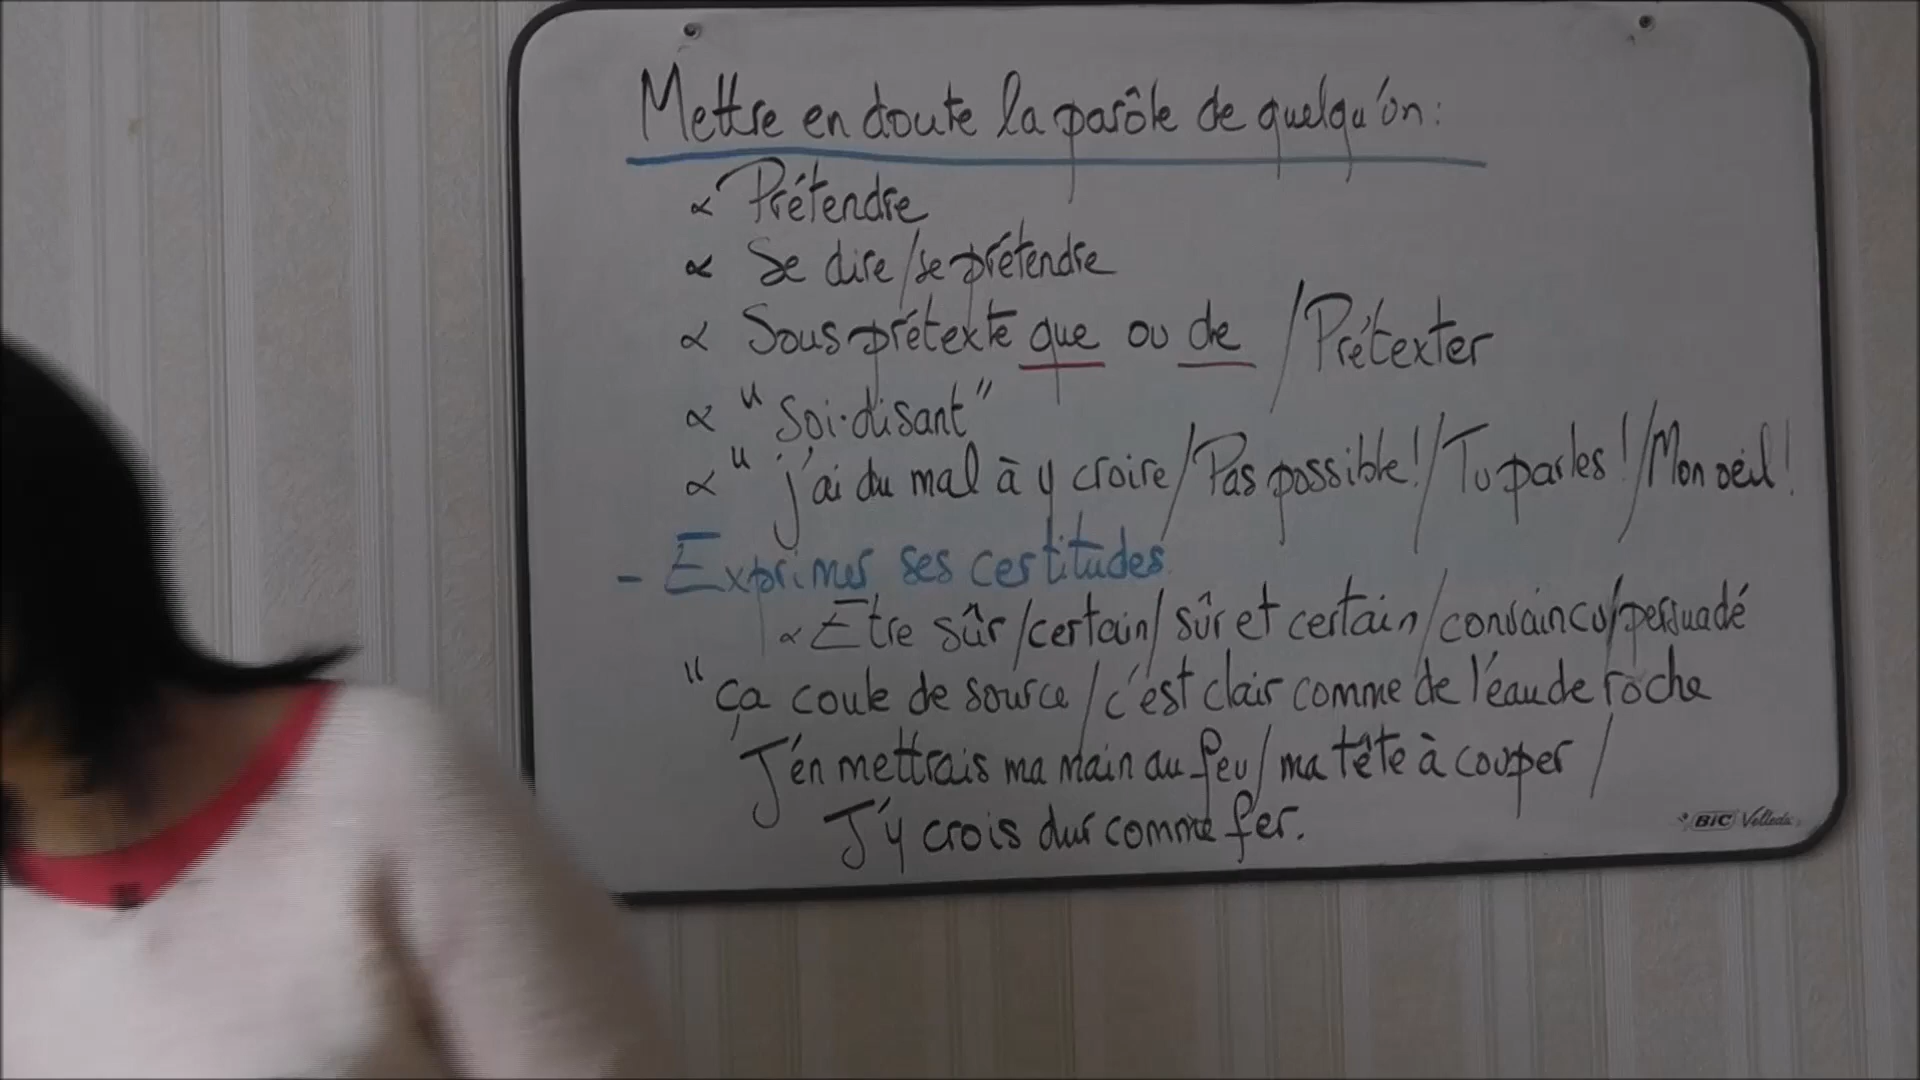 Mettre en doute la parôle de quelqu'un :
∝ Prétendre
∝ Se dire / se prétendre
∝ Sous prétexte que ou de / Prétexter
∝ "Soi-disant"
∝ " j'ai du mal à y croire / Pas possible ! / Tu parles ! / Mon oeil !
- Exprimer ses certitudes
∝ Etre sûr / certain / sûr et certain / convaincu / persuadé
"ça coule de source / c'est clair comme de l'éau de roche
J'en mettrais ma main au feu / ma tête à couper /
J'y crois dur comme fer.
BIC Velleda